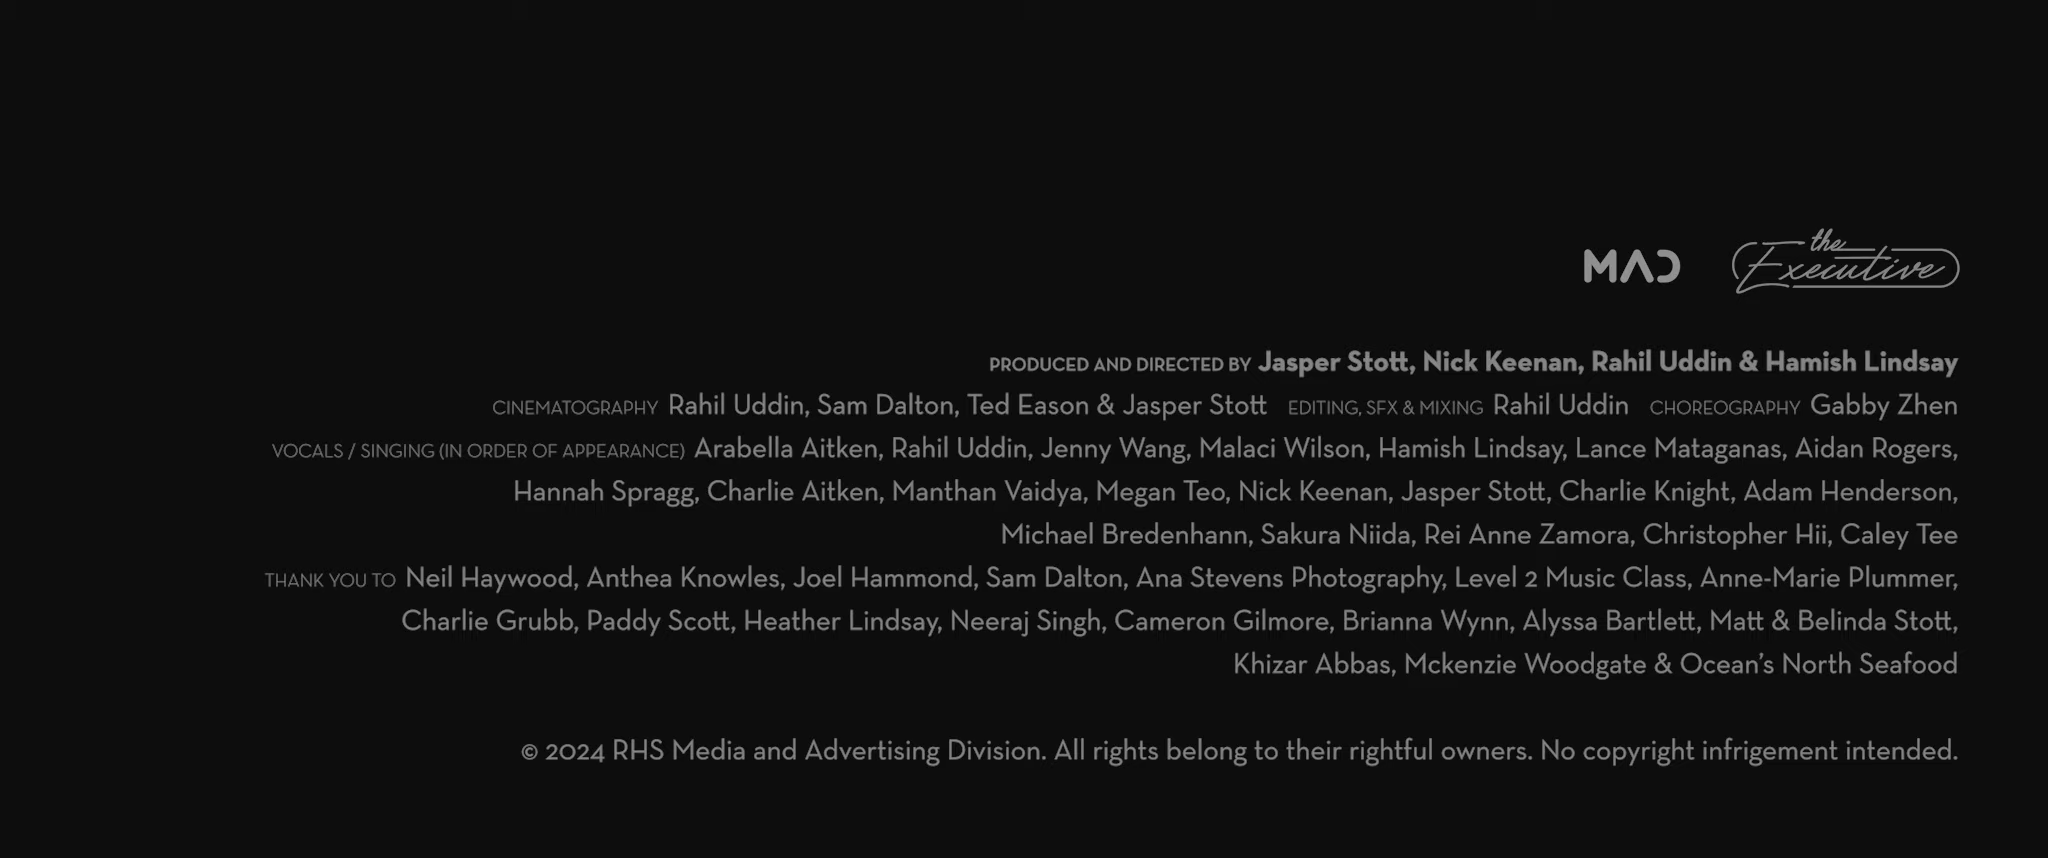 MAD the Executive
PRODUCED AND DIRECTED BY Jasper Stott, Nick Keenan, Rahil Uddin & Hamish Lindsay
CINEMATOGRAPHY Rahil Uddin, Sam Dalton, Ted Eason & Jasper Stott EDITING, SFX & MIXING Rahil Uddin CHOREOGRAPHY Gabby Zhen
VOCALS / SINGING (IN ORDER OF APPEARANCE) Arabella Aitken, Rahil Uddin, Jenny Wang, Malaci Wilson, Hamish Lindsay, Lance Mataganas, Aidan Rogers,
Hannah Spragg, Charlie Aitken, Manthan Vaidya, Megan Teo, Nick Keenan, Jasper Stott, Charlie Knight, Adam Henderson,
Michael Bredenhann, Sakura Niida, Rei Anne Zamora, Christopher Hii, Caley Tee
THANK YOU TO Neil Haywood, Anthea Knowles, Joel Hammond, Sam Dalton, Ana Stevens Photography, Level 2 Music Class, Anne-Marie Plummer,
Charlie Grubb, Paddy Scott, Heather Lindsay, Neeraj Singh, Cameron Gilmore, Brianna Wynn, Alyssa Bartlett, Matt & Belinda Stott,
Khizar Abbas, Mckenzie Woodgate & Ocean's North Seafood
© 2024 RHS Media and Advertising Division. All rights belong to their rightful owners. No copyright infrigement intended.